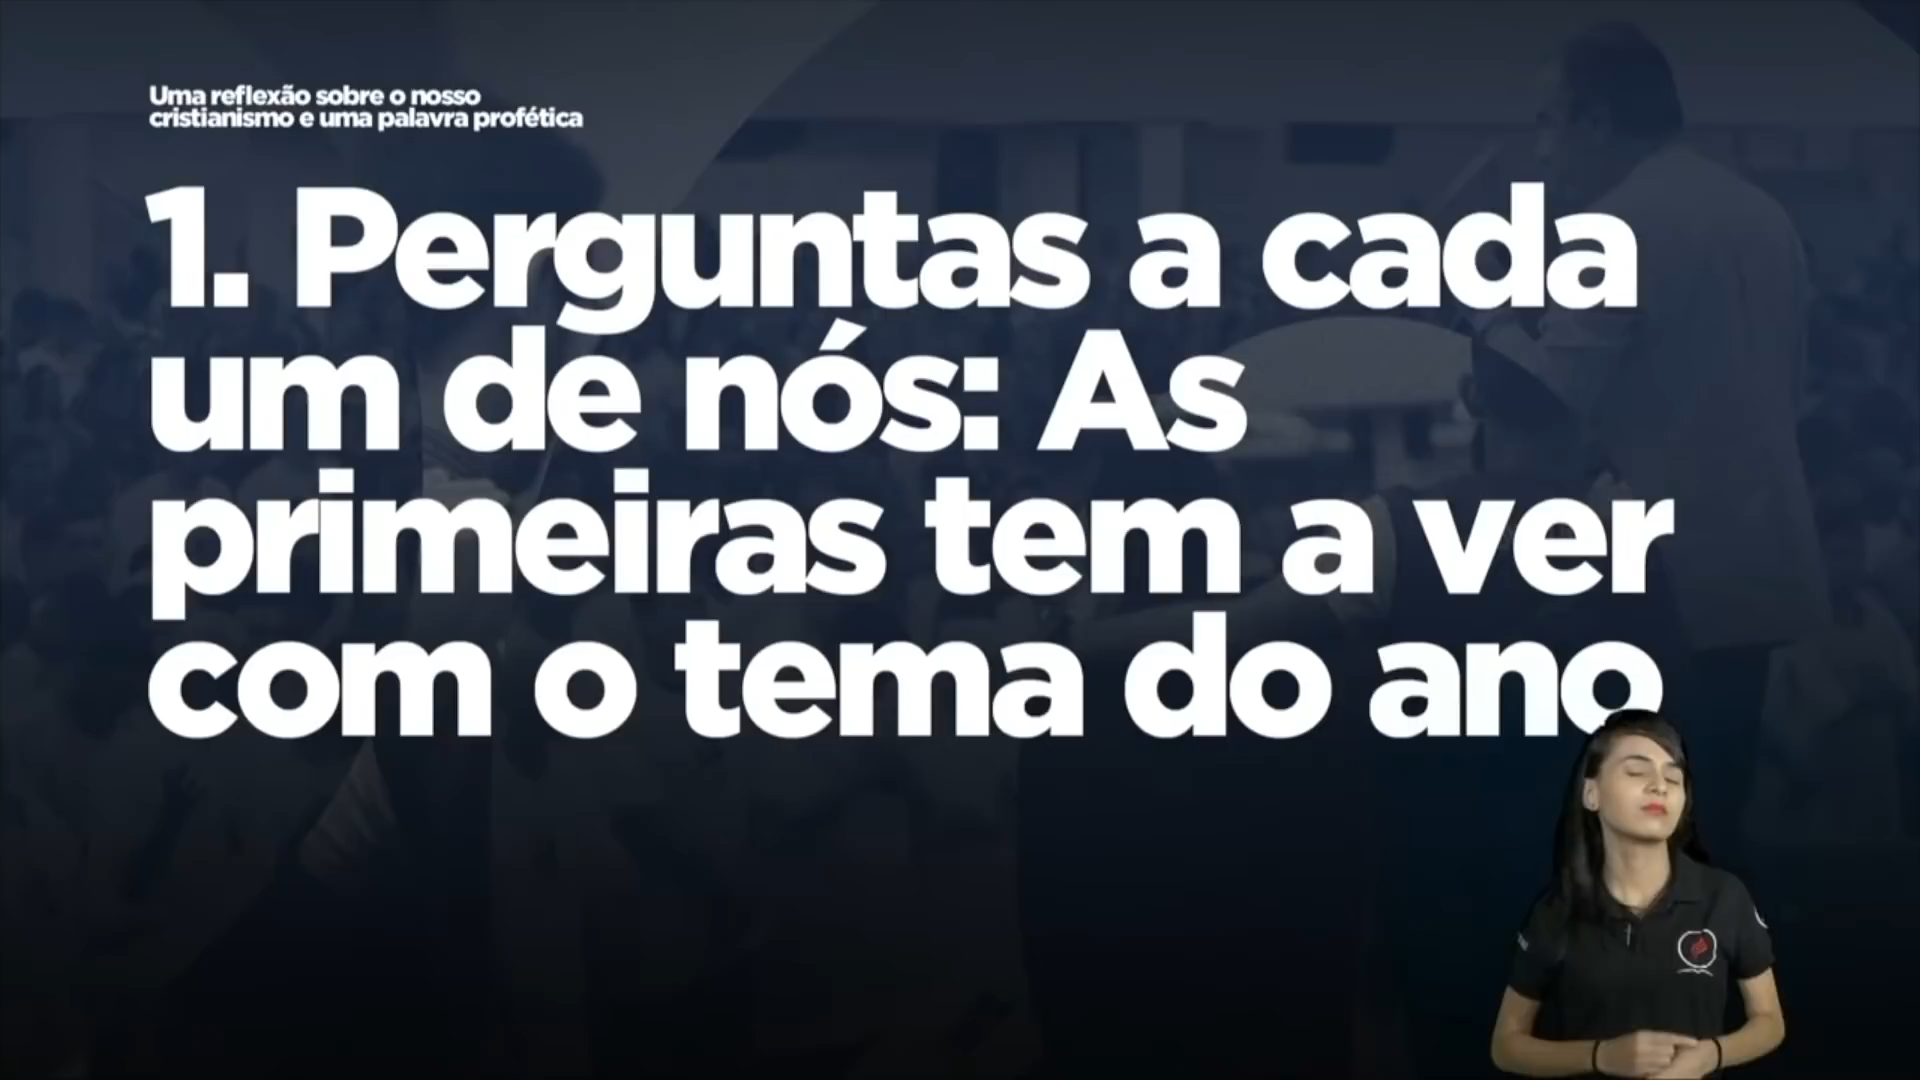 Uma reflexão sobre o nosso
cristianismo e uma palavra profética
1. Perguntas a cada
um de nós: As
primeiras tem a ver
com o tema do ano